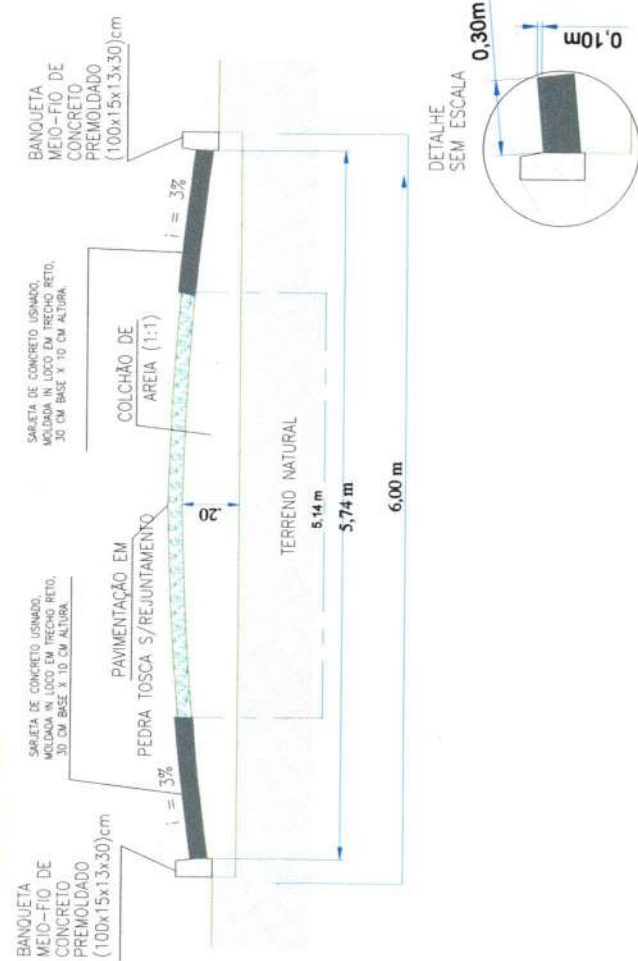 BANQUETA
MEIO-FIO DE
CONCRETO
PREMOLDADO
(100x15x13x30)cm
SARJETA DE CONCRETO USINADO,
MOLDADA IN LOCO EM TRECHO RETO,
30 CM BASE X 10 CM ALTURA.
SARJETA DE CONCRETO USINADO,
MOLDADA IN LOCO EM TRECHO RETO,
30 CM BASE X 10 CM ALTURA.
BANQUETA
MEIO-FIO DE
CONCRETO
PREMOLDADO
(100x15x13x30)cm
i = 3%
PAVIMENTAÇÃO EM
PEDRA TOSCA S/REJUNTAMENTO
COLCHÃO DE
AREIA (1:1)
i = 3%
.20
TERRENO NATURAL
5,14 m
5,74 m
6,00 m
DETALHE
SEM ESCALA
0,30m
0,10m